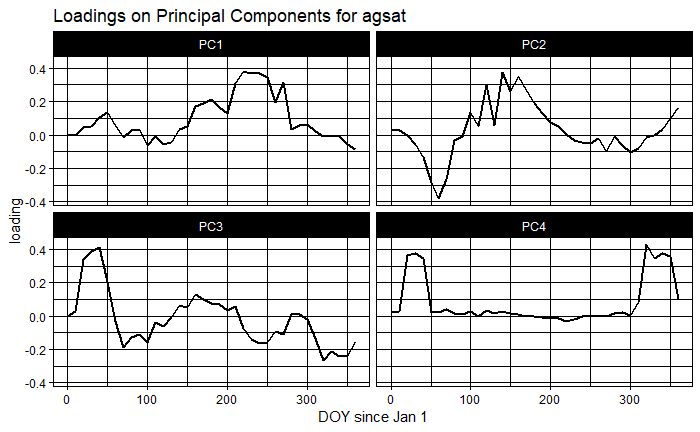 Loadings on Principal Components for agsat
PC1
PC2
0.4
0.2
0.0
-0.2
-0.4
PC3
PC4
0.4
0.2
0.0
-0.2
-0.4
loading
0 100 200 300 0 100 200 300
DOY since Jan 1